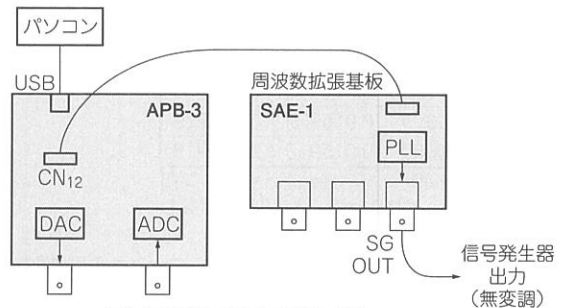 パソコン
USB
APB-3
CN12
DAC
ADC
周波数拡張基板
SAE-1
PLL
SG
OUT
信号発生器
出力
(無変調)